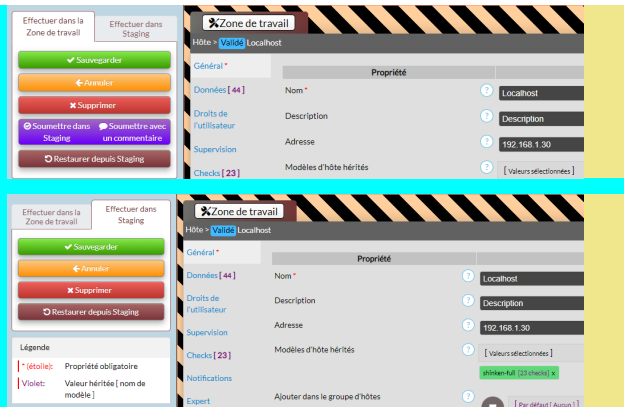 Effectuer dans la
Zone de travail
Effectuer dans
Staging
Sauvegarder
Annuler
Supprimer
Soumettre dans
Staging
Soumettre avec
un commentaire
Restaurer depuis Staging
Zone de travail
Hôte > Validé Localhost
Général *
Données [ 44 ]
Droits de
l'utilisateur
Supervision
Checks [ 23 ]
Propriété
Nom * ? Localhost
Description ? Description
Adresse 192.168.1.30
Modèles d'hôte hérités ? [ Valeurs sélectionnées ]
Effectuer dans la
Zone de travail
Effectuer dans
Staging
Sauvegarder
Annuler
Supprimer
Restaurer depuis Staging
Légende
* (étoile): Propriété obligatoire
Violet: Valeur héritée [ nom de
modèle ]
Zone de travail
Hôte > Validé Localhost
Général *
Données [ 44 ]
Droits de
l'utilisateur
Supervision
Checks [ 23 ]
Notifications
Expert
Propriété
Nom * ? Localhost
Description Description
Adresse 192.168.1.30
Modèles d'hôte hérités ? [ Valeurs sélectionnées ]
shinken-full [23 checks] x
Ajouter dans le groupe d'hôtes ? [ Par défaut [ Aucun ] ]